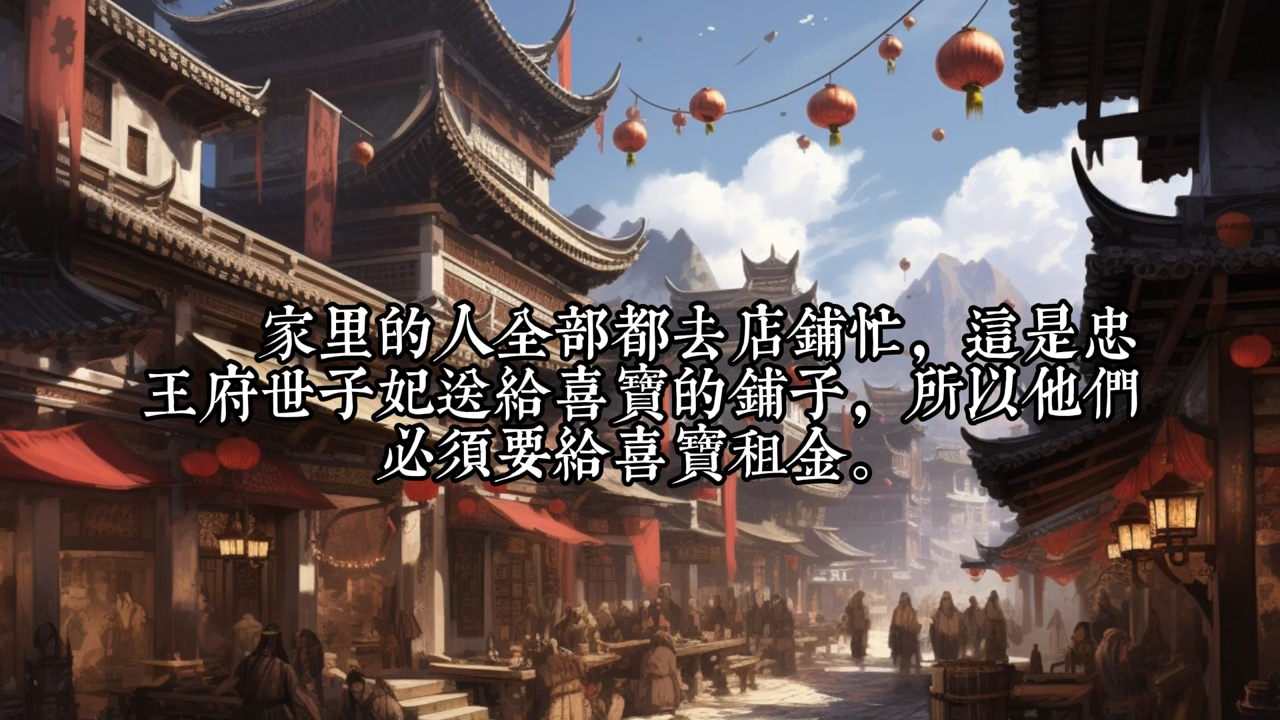 家里的人全部都去店鋪忙，這是忠
王府世子妃送給喜寶的鋪子，所以他們
必須要給喜寶租金。